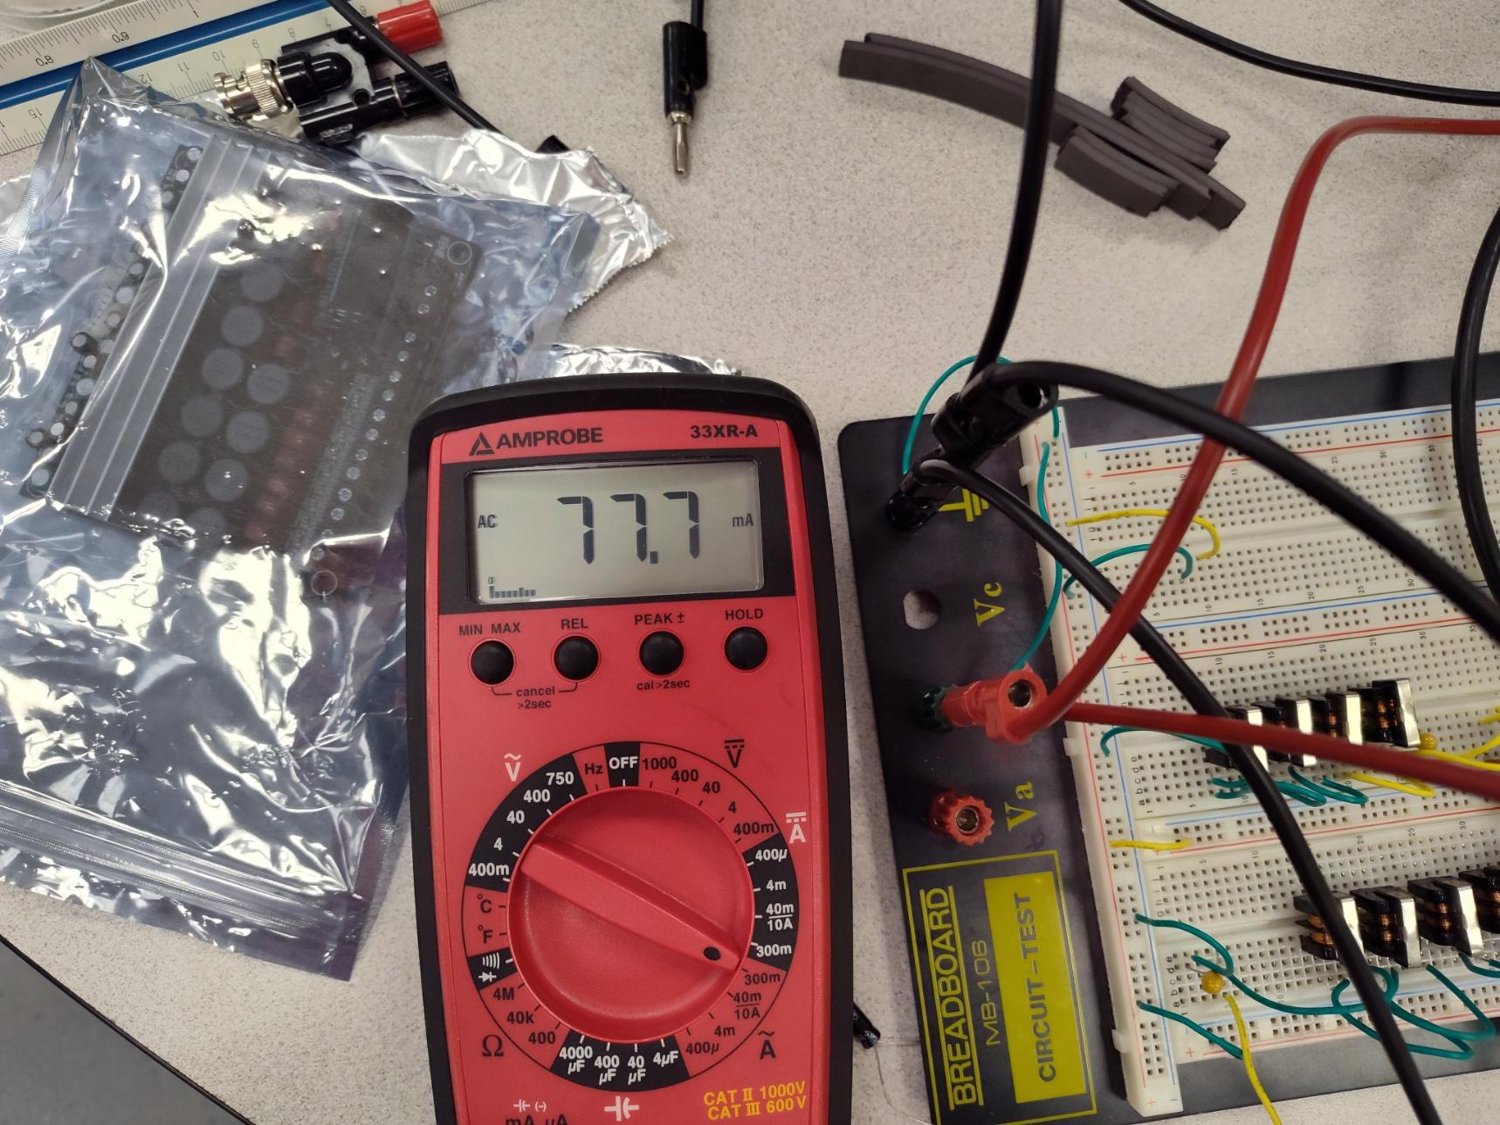 AMPROBE 33XR-A
AC 77.7 mA
MIN MAX REL PEAK ± HOLD
cancel
>2sec
cal >2sec
OFF
Hz
1000
400
40
4
400m
V
A
400µ
4m
40m
10A
300m
300m
40m
10A
4m
400µ
A
4µF
40
µF
400
µF
4000
µF
400
40k
4M
Ω
°F
°C
400m
4
40
400
750
V
CAT II 1000V
CAT III 600V
mA µA
Vc
Va
BREADBOARD
MB-106
CIRCUIT-TEST